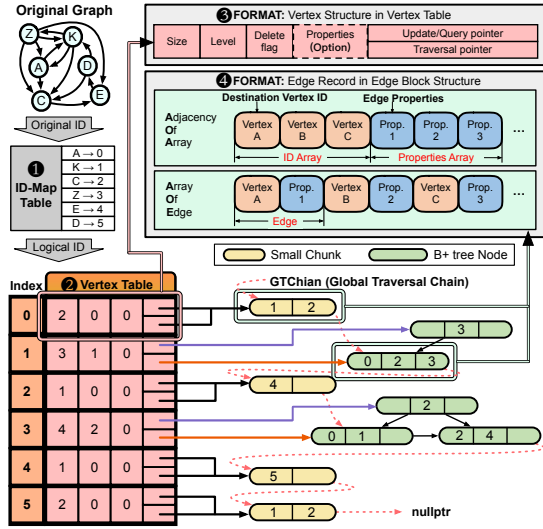 Original Graph
Z
K
A
D
C
E
Original ID
❶
ID-Map
Table
A → 0
K → 1
C → 2
Z → 3
E → 4
D → 5
Logical ID
❸ FORMAT: Vertex Structure in Vertex Table
Size
Level
Delete
flag
Properties
(Option)
Update/Query pointer
Traversal pointer
❹ FORMAT: Edge Record in Edge Block Structure
Destination Vertex ID
Edge Properties
Adjacency
Of
Array
Vertex
A
Vertex
B
Vertex
C
Prop.
1
Prop.
2
Prop.
3
...
ID Array
Properties Array
Array
Of
Edge
Vertex
A
Prop.
1
Vertex
B
Prop.
2
Vertex
C
Prop.
3
...
Edge
Small Chunk
B+ tree Node
Index
❷ Vertex Table
GTChian (Global Traversal Chain)
0
2 0 0
1 2
3
1
3 1 0
0 2 3
2
1 0 0
4
2
3
4 2 0
0 1
2 4
4
1 0 0
5
5
2 0 0
1 2
nullptr